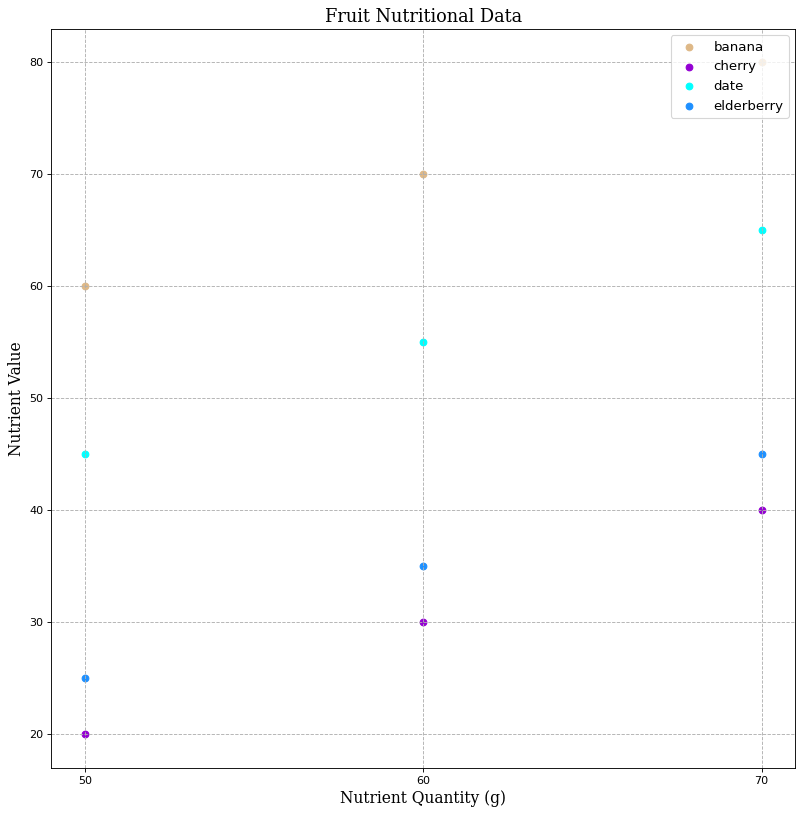 Fruit Nutritional Data
banana
cherry
date
elderberry
80
70
60
50
40
30
20
Nutrient Value
50
60
70
Nutrient Quantity (g)